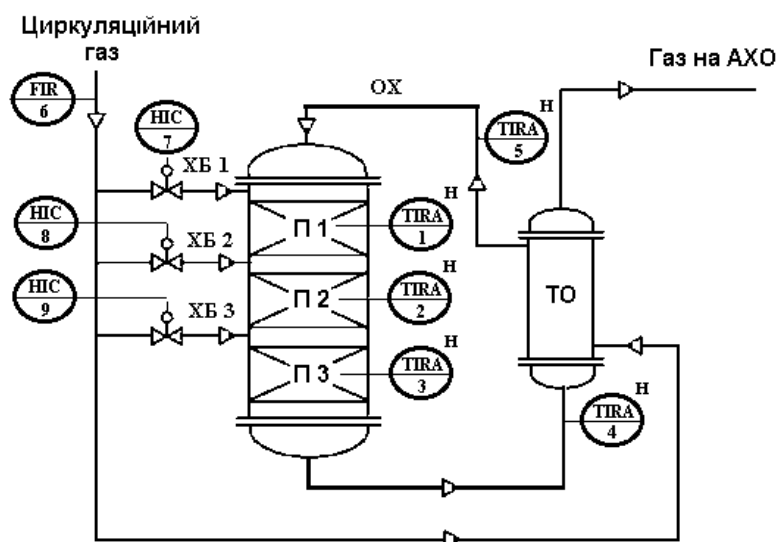 Циркуляційний
газ
Газ на АХО
FIR
6
HIC
7
ОХ
H
TIRA
5
ХБ 1
HIC
8
ХБ 2
П 1
H
TIRA
1
HIC
9
ХБ 3
П 2
H
TIRA
2
ТО
П 3
H
TIRA
3
H
TIRA
4